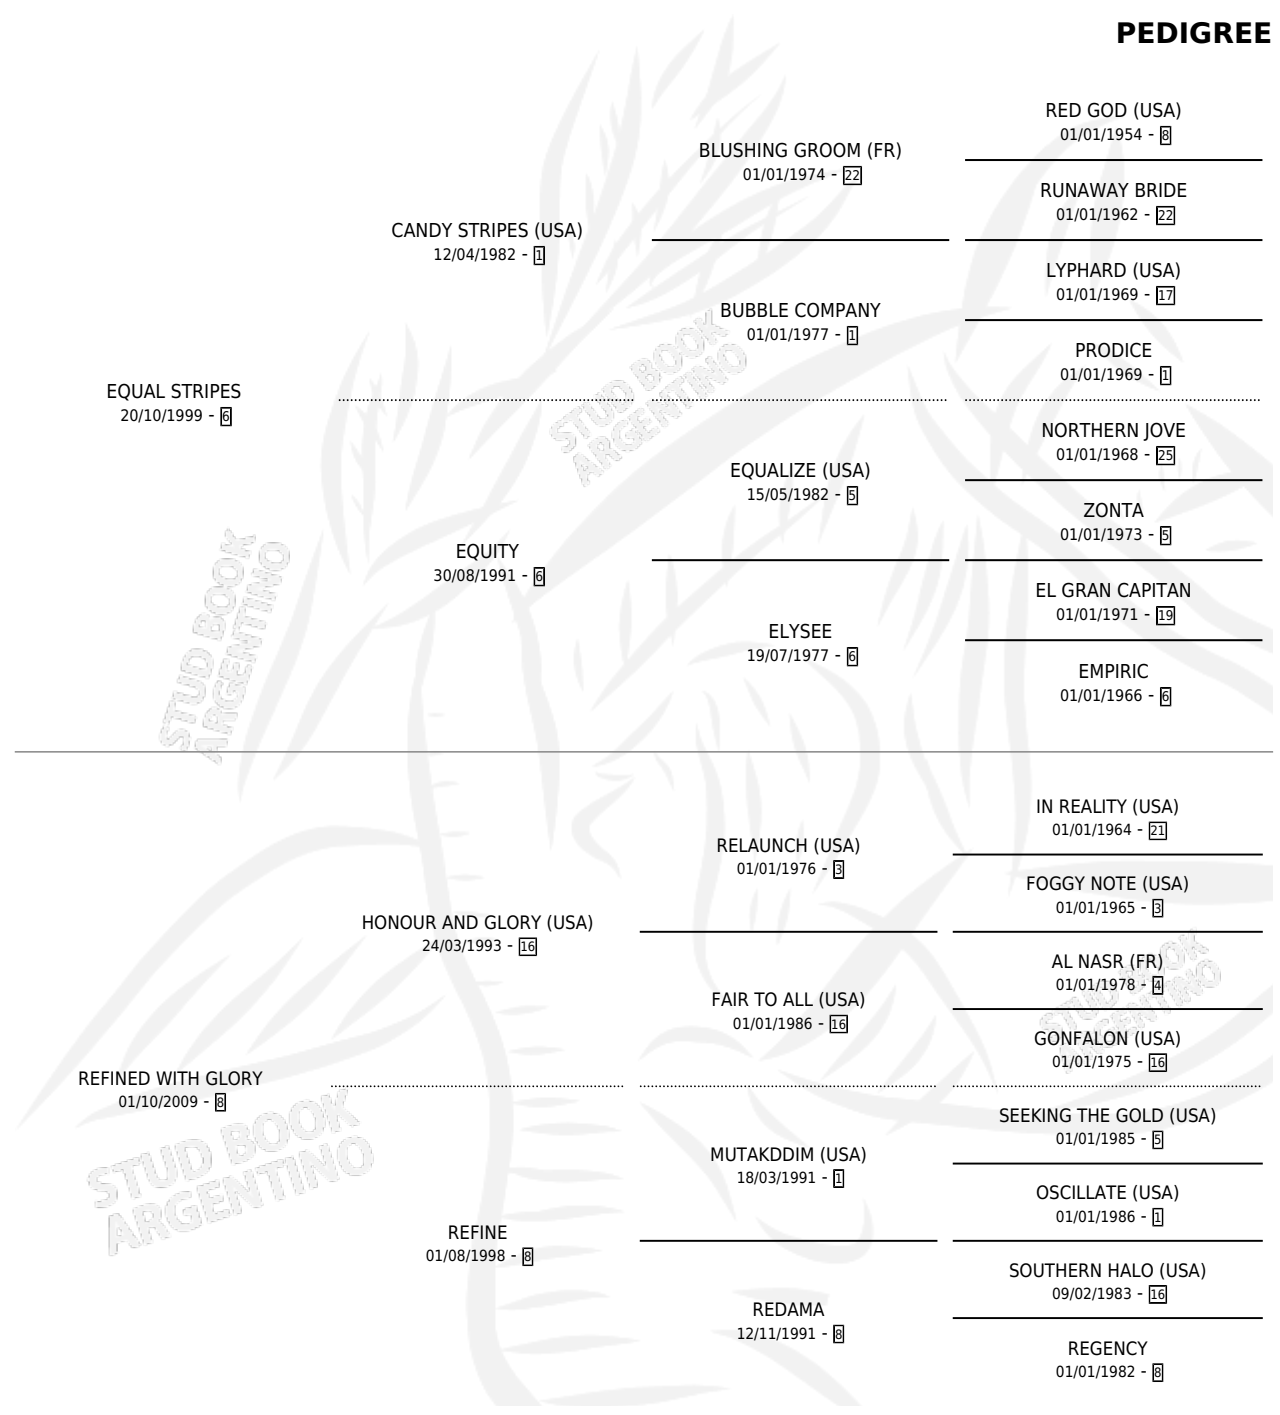 PEDIGREE
RED GOD (USA)
01/01/1954 - 8
BLUSHING GROOM (FR)
01/01/1974 - 22
RUNAWAY BRIDE
01/01/1962 - 22
CANDY STRIPES (USA)
12/04/1982 - 1
LYPHARD (USA)
01/01/1969 - 17
BUBBLE COMPANY
01/01/1977 - 1
PRODICE
01/01/1969 - 1
EQUAL STRIPES
20/10/1999 - 6
STUD BOOK
ARGENTINO
NORTHERN JOVE
01/01/1968 - 25
EQUALIZE (USA)
15/05/1982 - 5
ZONTA
01/01/1973 - 5
EQUITY
30/08/1991 - 6
EL GRAN CAPITAN
01/01/1971 - 19
ELYSEE
19/07/1977 - 6
EMPIRIC
01/01/1966 - 6
STUD BOOK
ARGENTINO
IN REALITY (USA)
01/01/1964 - 21
RELAUNCH (USA)
01/01/1976 - 3
FOGGY NOTE (USA)
01/01/1965 - 3
HONOUR AND GLORY (USA)
24/03/1993 - 16
AL NASR (FR)
01/01/1978 - 4
FAIR TO ALL (USA)
01/01/1986 - 16
STUD BOOK
ARGENTINO
GONFALON (USA)
01/01/1975 - 16
REFINED WITH GLORY
01/10/2009 - 8
STUD BOOK
ARGENTINO
SEEKING THE GOLD (USA)
01/01/1985 - 5
MUTAKDDIM (USA)
18/03/1991 - 1
OSCILLATE (USA)
01/01/1986 - 1
REFINE
01/08/1998 - 8
SOUTHERN HALO (USA)
09/02/1983 - 16
REDAMA
12/11/1991 - 8
REGENCY
01/01/1982 - 8